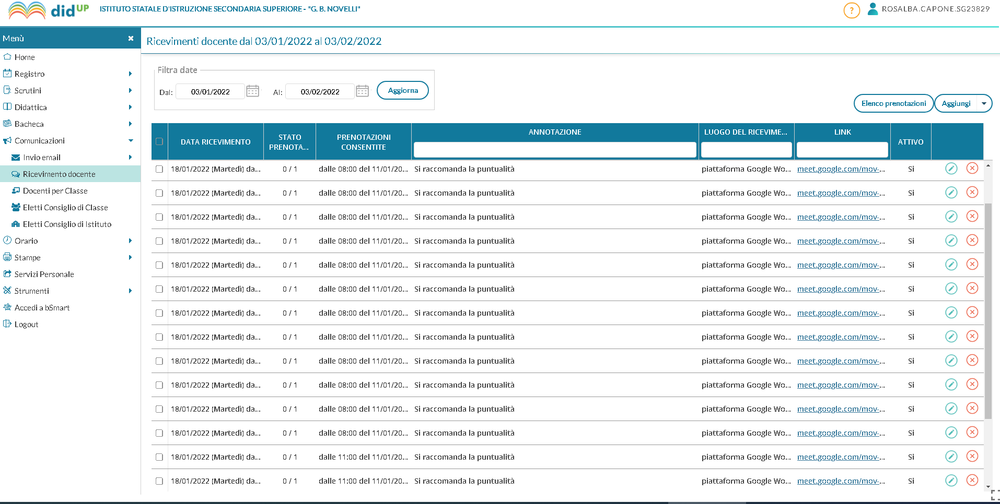 didUP
ISTITUTO STATALE D'ISTRUZIONE SECONDARIA SUPERIORE - "G. B. NOVELLI"
?
ROSALBA.CAPONE.SG23829
Menù
Ricevimenti docente dal 03/01/2022 al 03/02/2022
Home
Registro
Scrutini
Didattica
Bacheca
Comunicazioni
Invio email
Ricevimento docente
Docenti per Classe
Eletti Consiglio di Classe
Eletti Consiglio di Istituto
Orario
Stampe
Servizi Personale
Strumenti
Accedi a bSmart
Logout
Filtra date
Dal: 03/01/2022 Al: 03/02/2022 Aggiorna
Elenco prenotazioni Aggiungi
DATA RICEVIMENTO STATO PRENOTA... PRENOTAZIONI CONSENTITE ANNOTAZIONE LUOGO DEL RICEVIME... LINK ATTIVO
18/01/2022 (Martedì) da... 0 / 1 dalle 08:00 del 11/01/20... Si raccomanda la puntualità piattaforma Google Wo... meet.google.com/mov-... Si
18/01/2022 (Martedì) da... 0 / 1 dalle 08:00 del 11/01/20... Si raccomanda la puntualità piattaforma Google Wo... meet.google.com/mov-... Si
18/01/2022 (Martedì) da... 0 / 1 dalle 08:00 del 11/01/20... Si raccomanda la puntualità piattaforma Google Wo... meet.google.com/mov-... Si
18/01/2022 (Martedì) da... 0 / 1 dalle 08:00 del 11/01/20... Si raccomanda la puntualità piattaforma Google Wo... meet.google.com/mov-... Si
18/01/2022 (Martedì) da... 0 / 1 dalle 08:00 del 11/01/20... Si raccomanda la puntualità piattaforma Google Wo... meet.google.com/mov-... Si
18/01/2022 (Martedì) da... 0 / 1 dalle 08:00 del 11/01/20... Si raccomanda la puntualità piattaforma Google Wo... meet.google.com/mov-... Si
18/01/2022 (Martedì) da... 0 / 1 dalle 08:00 del 11/01/20... Si raccomanda la puntualità piattaforma Google Wo... meet.google.com/mov-... Si
18/01/2022 (Martedì) da... 0 / 1 dalle 08:00 del 11/01/20... Si raccomanda la puntualità piattaforma Google Wo... meet.google.com/mov-... Si
18/01/2022 (Martedì) da... 0 / 1 dalle 08:00 del 11/01/20... Si raccomanda la puntualità piattaforma Google Wo... meet.google.com/mov-... Si
18/01/2022 (Martedì) da... 0 / 1 dalle 08:00 del 11/01/20... Si raccomanda la puntualità piattaforma Google Wo... meet.google.com/mov-... Si
18/01/2022 (Martedì) da... 0 / 1 dalle 08:00 del 11/01/20... Si raccomanda la puntualità piattaforma Google Wo... meet.google.com/mov-... Si
18/01/2022 (Martedì) da... 0 / 1 dalle 08:00 del 11/01/20... Si raccomanda la puntualità piattaforma Google Wo... meet.google.com/mov-... Si
18/01/2022 (Martedì) da... 0 / 1 dalle 11:00 del 11/01/20... Si raccomanda la puntualità piattaforma Google Wo... meet.google.com/mov-... Si
18/01/2022 (Martedì) da... 0 / 1 dalle 11:00 del 11/01/20... Si raccomanda la puntualità piattaforma Google Wo... meet.google.com/mov-... Si